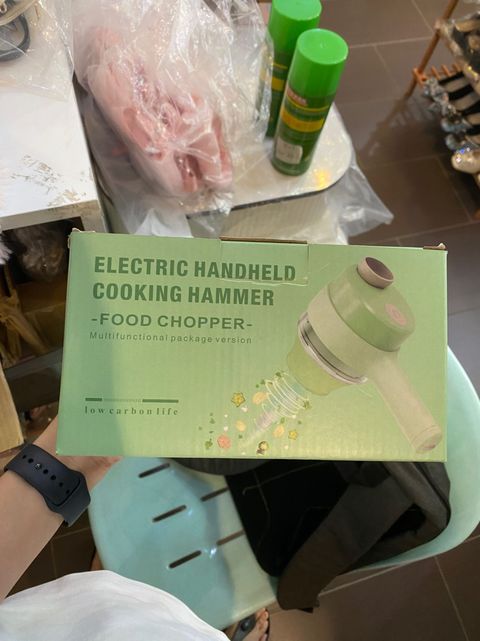 ELECTRIC HANDHELD
COOKING HAMMER
-FOOD CHOPPER-
Multifunctional package version
low carbon life